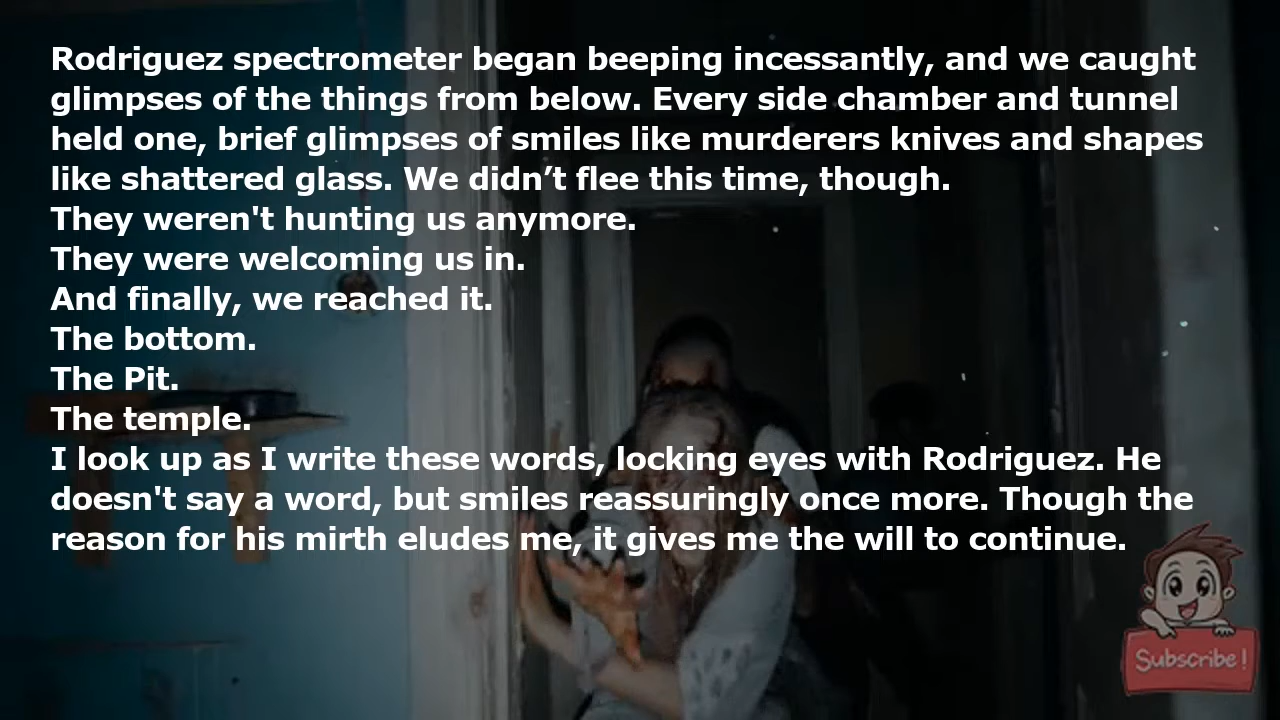 Rodriguez spectrometer began beeping incessantly, and we caught
glimpses of the things from below. Every side chamber and tunnel
held one, brief glimpses of smiles like murderers knives and shapes
like shattered glass. We didn’t flee this time, though.
They weren't hunting us anymore.
They were welcoming us in.
And finally, we reached it.
The bottom.
The Pit.
The temple.
I look up as I write these words, locking eyes with Rodriguez. He
doesn't say a word, but smiles reassuringly once more. Though the
reason for his mirth eludes me, it gives me the will to continue.
Subscribe!